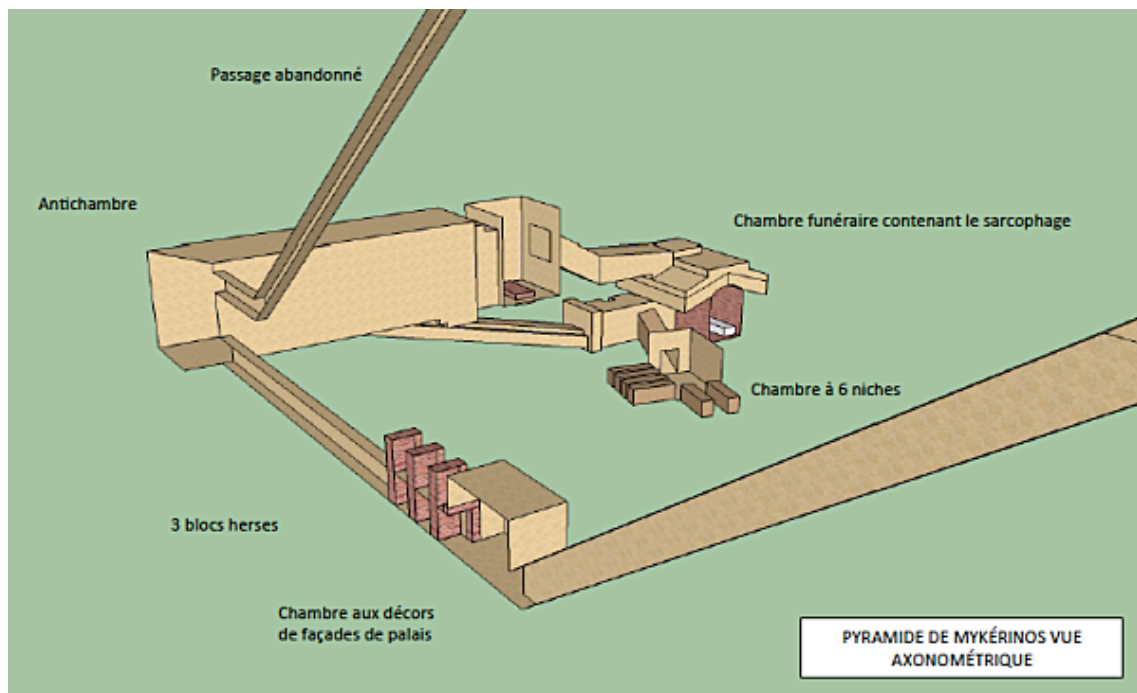 Passage abandonné
Antichambre
Chambre funéraire contenant le sarcophage
Chambre à 6 niches
3 blocs herses
Chambre aux décors
de façades de palais
PYRAMIDE DE MYKÉRINOS VUE
AXONOMÉTRIQUE